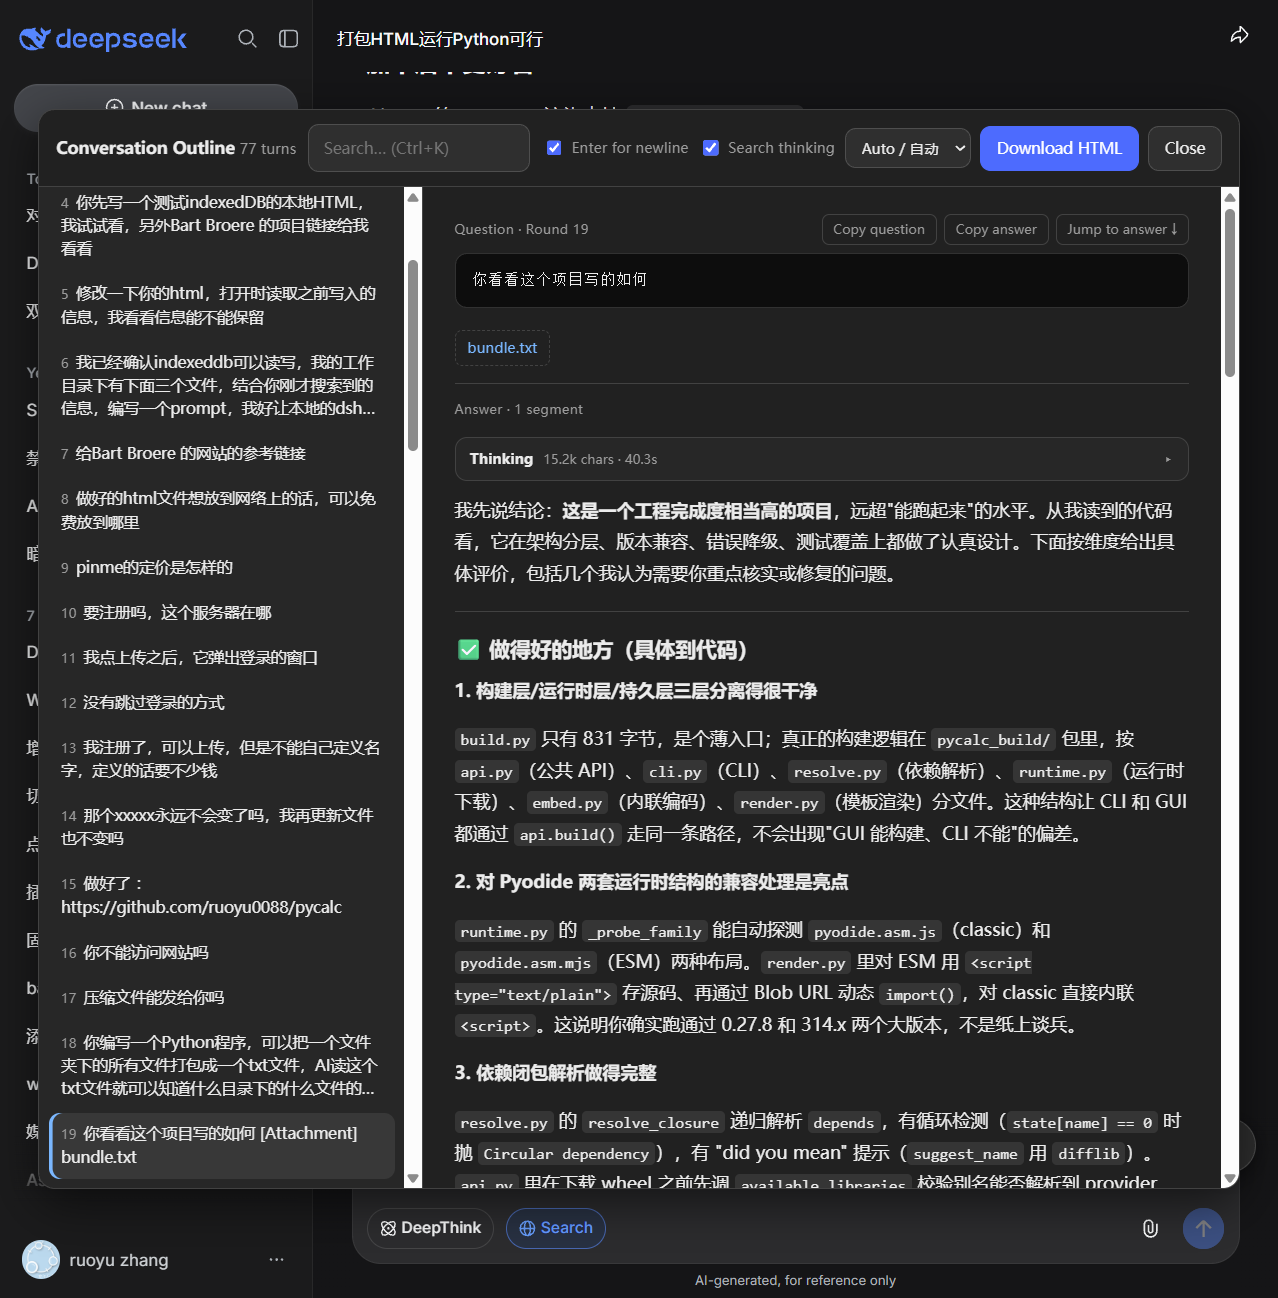 deepseek
打包HTML运行Python可行
New chat
Conversation Outline 77 turns
Search... (Ctrl+K)
Enter for newline
Search thinking
Auto / 自动
Download HTML
Close
4 你先写一个测试indexedDB的本地HTML，
我试试看，另外Bart Broere 的项目链接给我
看看
5 修改一下你的html，打开时读取之前写入的
信息，我看看信息能不能保留
6 我已经确认indexeddb可以读写，我的工作
目录下有下面三个文件，结合你刚才搜索到的
信息，编写一个prompt，我好让本地的dsh...
7 给Bart Broere 的网站的参考链接
8 做好的html文件想放到网络上的话，可以免
费放到哪里
9 pinme的定价是怎样的
10 要注册吗，这个服务器在哪
11 我点上传之后，它弹出登录的窗口
12 没有跳过登录的方式
13 我注册了，可以上传，但是不能自己定义名
字，定义的话要不少钱
14 那个xxxxx永远不会变了吗，我再更新文件
也不变吗
15 做好了：
https://github.com/ruoyu0088/pycalc
16 你不能访问网站吗
17 压缩文件能发给你吗
18 你编写一个Python程序，可以把一个文件
夹下的所有文件打包成一个txt文件，AI读这个
txt文件就可以知道什么目录下的什么文件的...
19 你看看这个项目写的如何 [Attachment]
bundle.txt
Question · Round 19
Copy question
Copy answer
Jump to answer ↓
你看看这个项目写的如何
bundle.txt
Answer · 1 segment
Thinking 15.2k chars · 40.3s
我先说结论：这是一个工程完成度相当高的项目，远超"能跑起来"的水平。从我读到的代码
看，它在架构分层、版本兼容、错误降级、测试覆盖上都做了认真设计。下面按维度给出具
体评价，包括几个我认为需要你重点核实或修复的问题。
✅ 做得好的地方（具体到代码）
1. 构建层/运行时层/持久层三层分离得很干净
build.py 只有 831 字节，是个薄入口；真正的构建逻辑在 pycalc_build/ 包里，按
api.py（公共 API）、cli.py（CLI）、resolve.py（依赖解析）、runtime.py（运行时
下载）、embed.py（内联编码）、render.py（模板渲染）分文件。这种结构让 CLI 和 GUI
都通过 api.build() 走同一条路径，不会出现"GUI 能构建、CLI 不能"的偏差。
2. 对 Pyodide 两套运行时结构的兼容处理是亮点
runtime.py 的 _probe_family 能自动探测 pyodide.asm.js（classic）和
pyodide.asm.mjs（ESM）两种布局。render.py 里对 ESM 用 <script
type="text/plain"> 存源码、再通过 Blob URL 动态 import()，对 classic 直接内联
<script>。这说明你确实跑通过 0.27.8 和 314.x 两个大版本，不是纸上谈兵。
3. 依赖闭包解析做得完整
resolve.py 的 resolve_closure 递归解析 depends，有循环检测（state[name] == 0 时
抛 Circular dependency），有 "did you mean" 提示（suggest_name 用 difflib）。
api.py 里在下载 wheel 之前先调 available_libraries 校验别名能否解析到 provider
DeepThink
Search
ruoyu zhang
AI-generated, for reference only